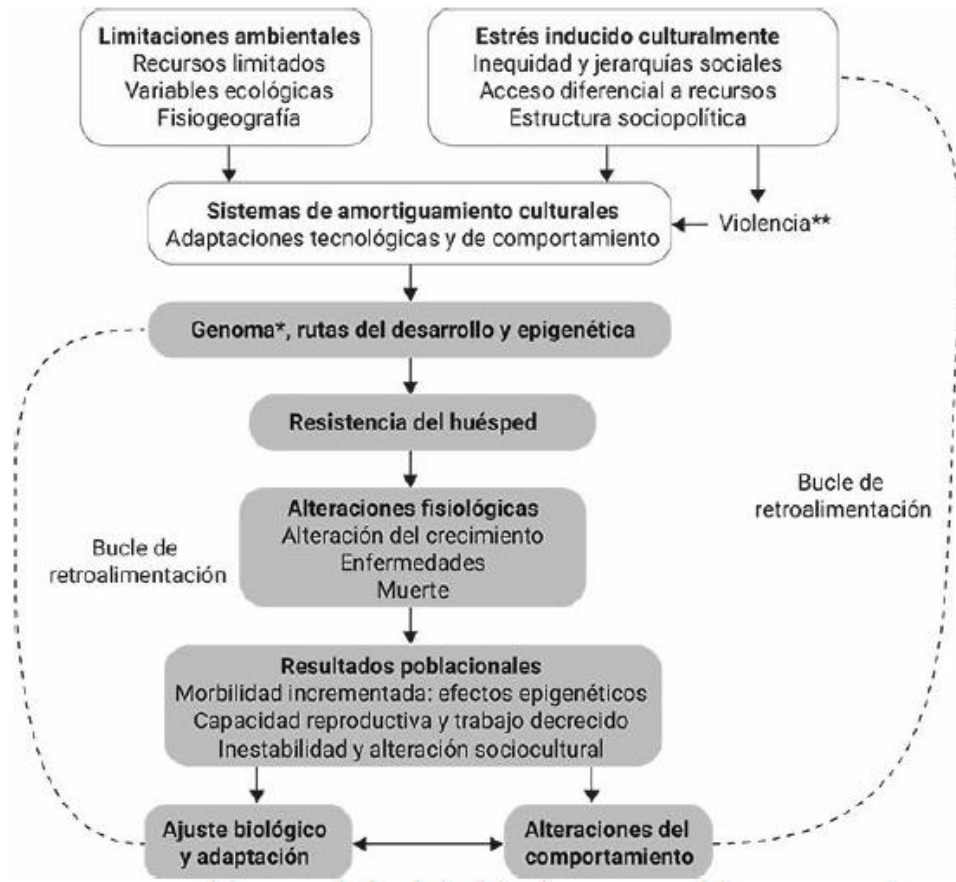 Limitaciones ambientales
Recursos limitados
Variables ecológicas
Fisiogeografía
Estrés inducido culturalmente
Inequidad y jerarquías sociales
Acceso diferencial a recursos
Estructura sociopolítica
Sistemas de amortiguamiento culturales
Adaptaciones tecnológicas y de comportamiento
Violencia**
Genoma*, rutas del desarrollo y epigenética
Resistencia del huésped
Alteraciones fisiológicas
Alteración del crecimiento
Enfermedades
Muerte
Bucle de
retroalimentación
Bucle de
retroalimentación
Resultados poblacionales
Morbilidad incrementada: efectos epigenéticos
Capacidad reproductiva y trabajo decrecido
Inestabilidad y alteración sociocultural
Ajuste biológico
y adaptación
Alteraciones del
comportamiento